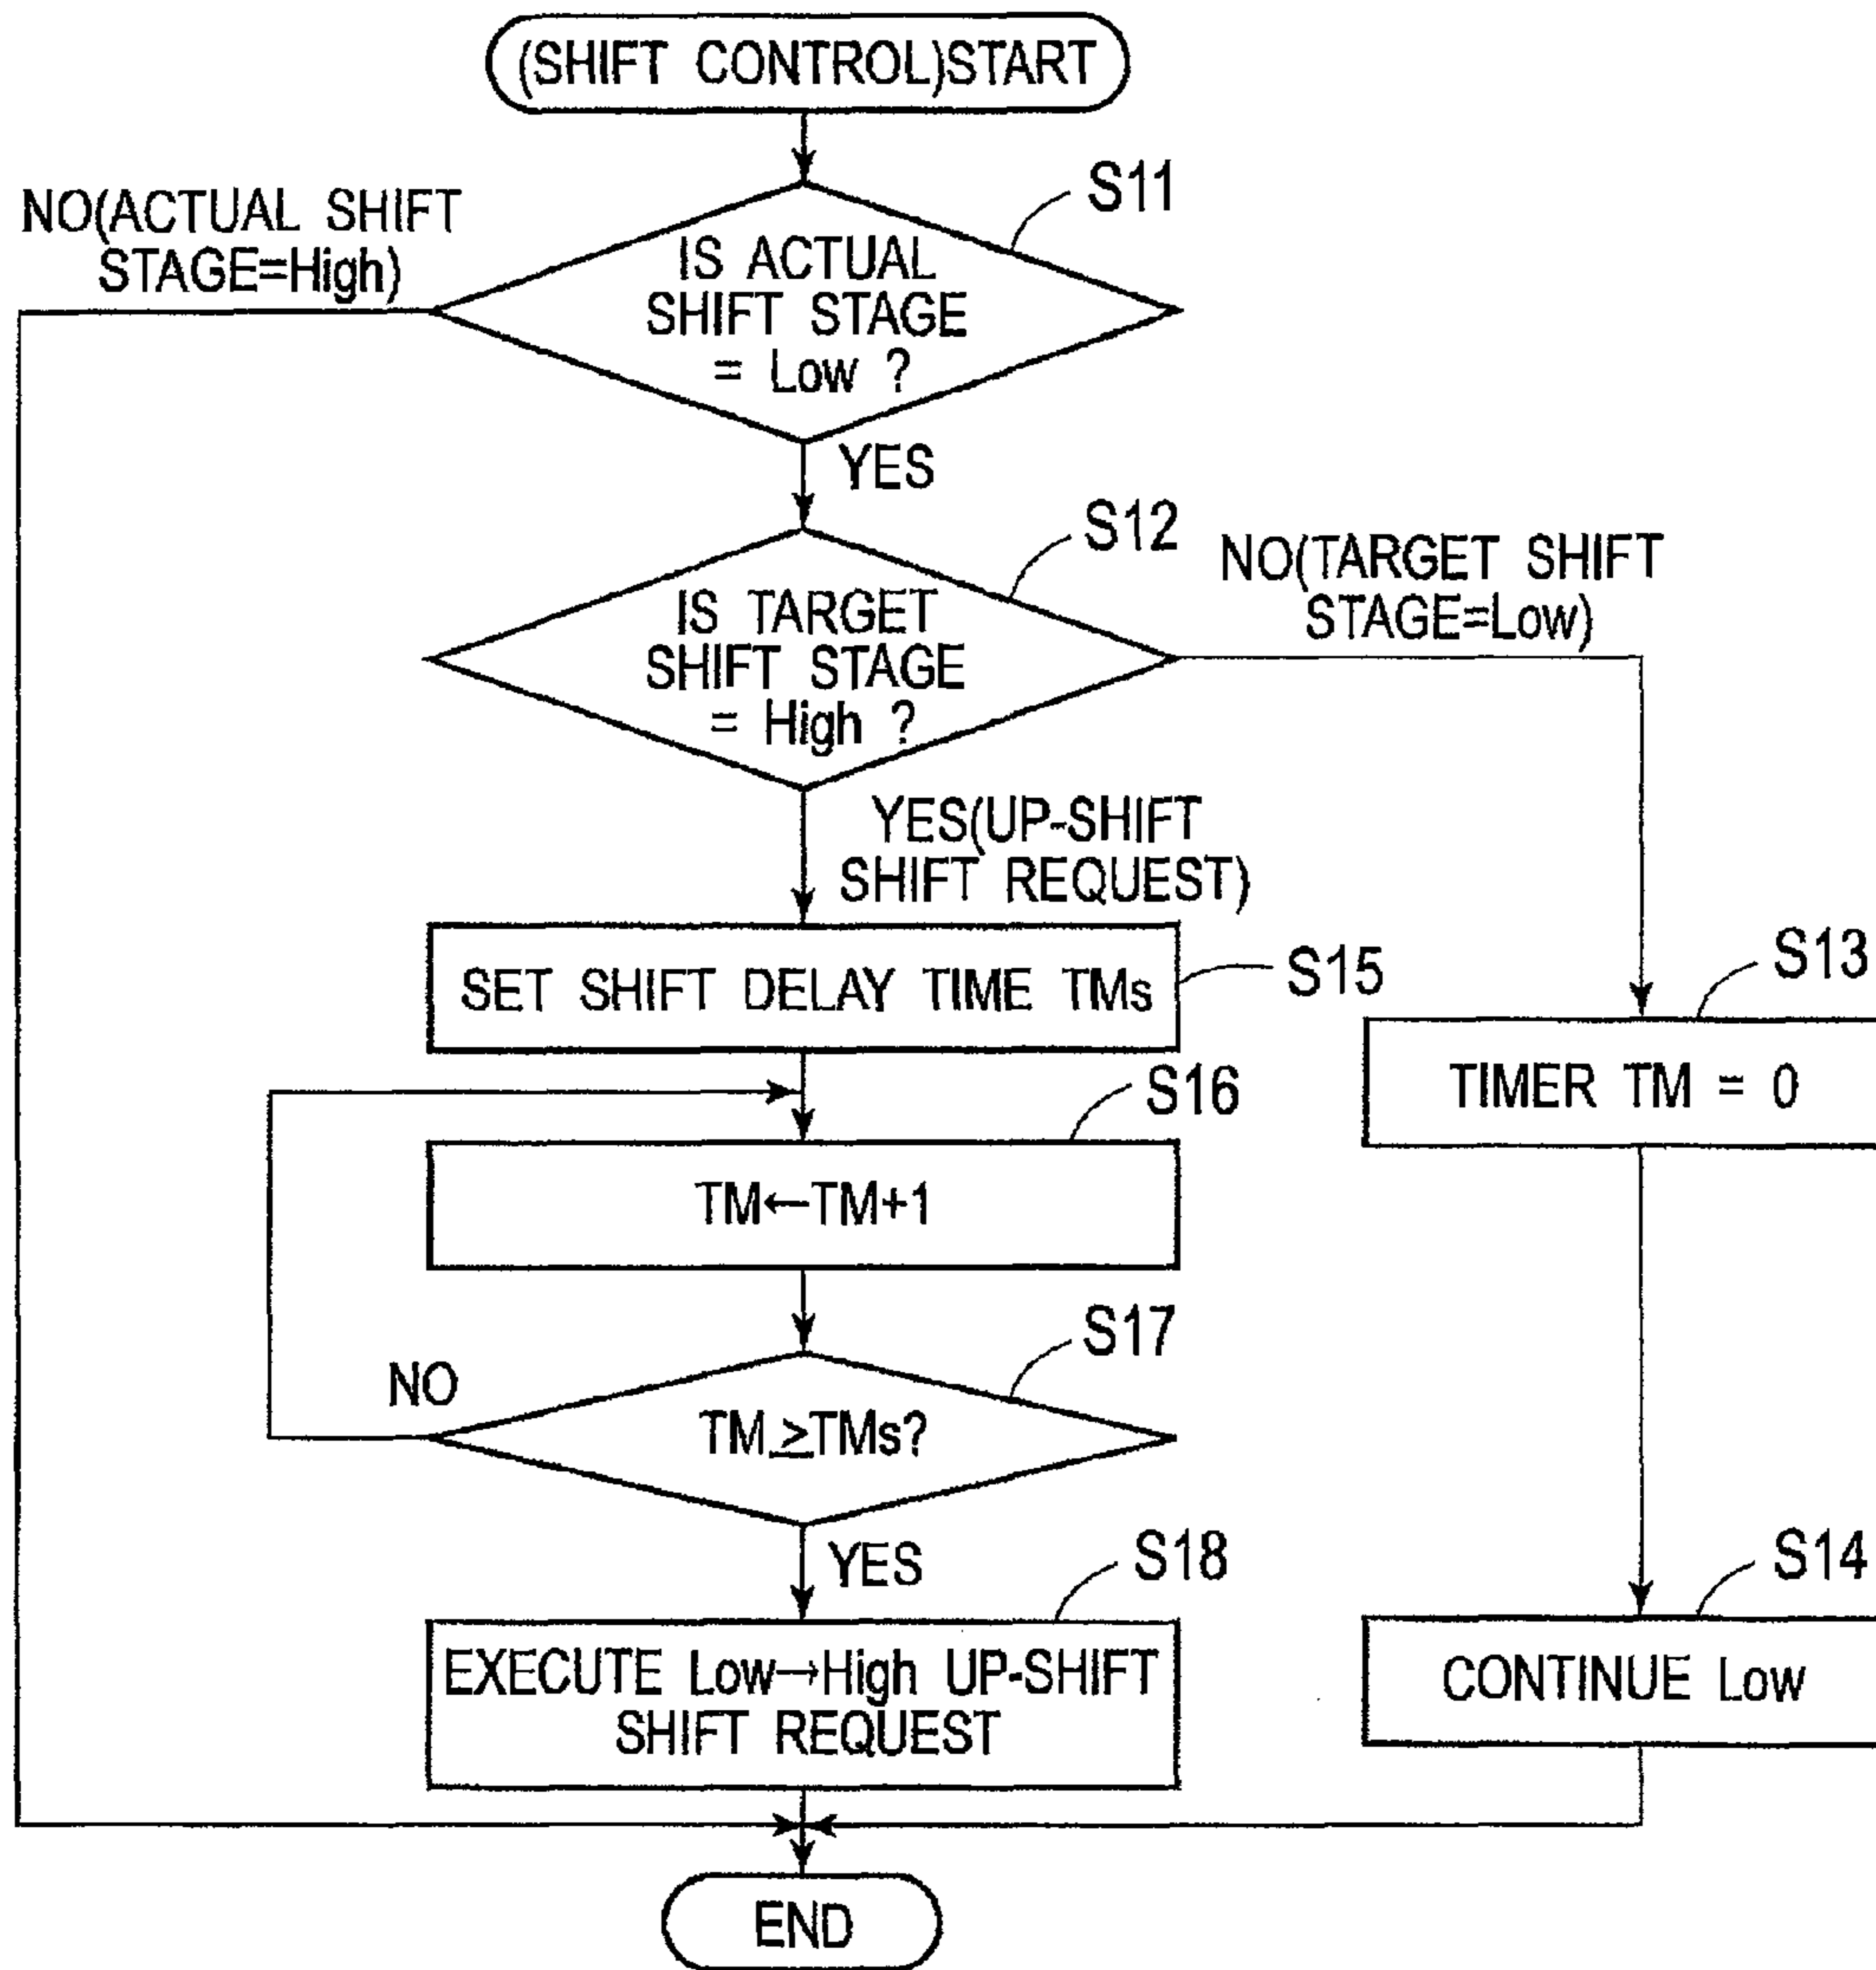 (SHIFT CONTROL)START
S11
NO(ACTUAL SHIFT
STAGE=High)
IS ACTUAL
SHIFT STAGE
= Low ?
YES
S12
NO(TARGET SHIFT
STAGE=Low)
IS TARGET
SHIFT STAGE
= High ?
YES(UP-SHIFT
SHIFT REQUEST)
S15
SET SHIFT DELAY TIME TMs
S13
TIMER TM = 0
S16
TM←TM+1
S17
NO
TM ≥TMs?
YES
S18
S14
EXECUTE Low→High UP-SHIFT
SHIFT REQUEST
CONTINUE Low
END